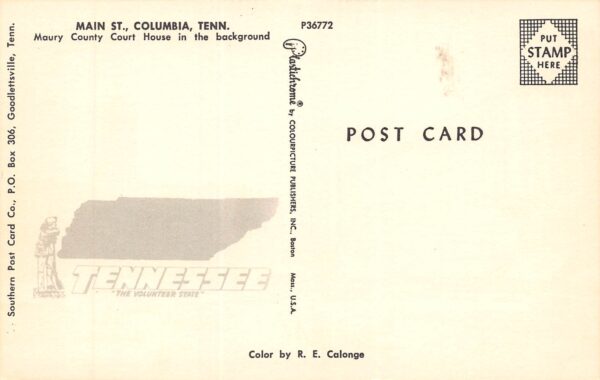 MAIN ST., COLUMBIA, TENN.
Maury County Court House in the background
P36772
PUT
STAMP
HERE
POST CARD
Southern Post Card Co., P.O. Box 306, Goodlettsville, Tenn.
Plastichrome® by COLOURPICTURE PUBLISHERS, INC., Boston Mass., U.S.A.
TENNESSEE
"THE VOLUNTEER STATE"
Color by R. E. Calonge